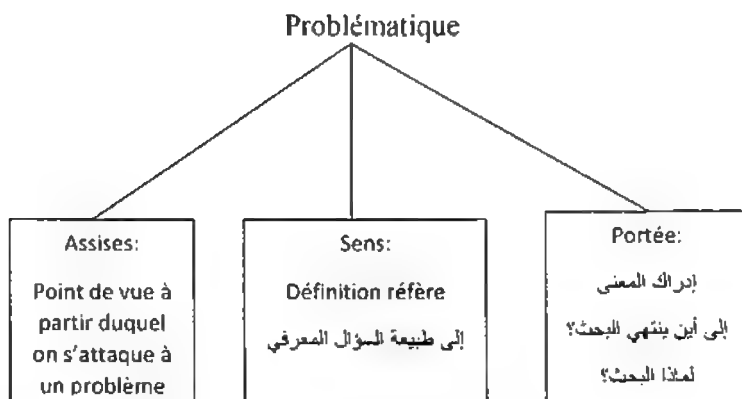 Problématique
Assises:
Point de vue à
partir duquel
on s'attaque à
un problème
Sens:
Définition réfère
إلى طبيعة السؤال المعرفي
Portée:
إدراك المعنى
إلى أين ينتهي البحث؟
لماذا البحث؟